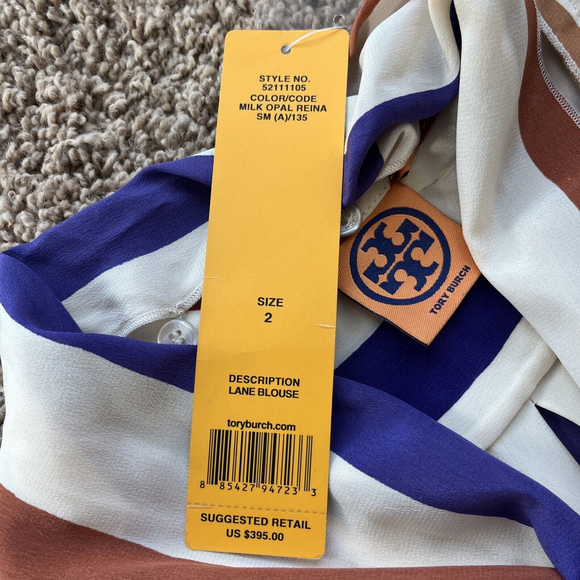 STYLE NO.
52111105
COLOR/CODE
MILK OPAL REINA
SM (A)/135
SIZE
2
DESCRIPTION
LANE BLOUSE
toryburch.com
8 85427 94723 3
SUGGESTED RETAIL
US $395.00
TORY BURCH